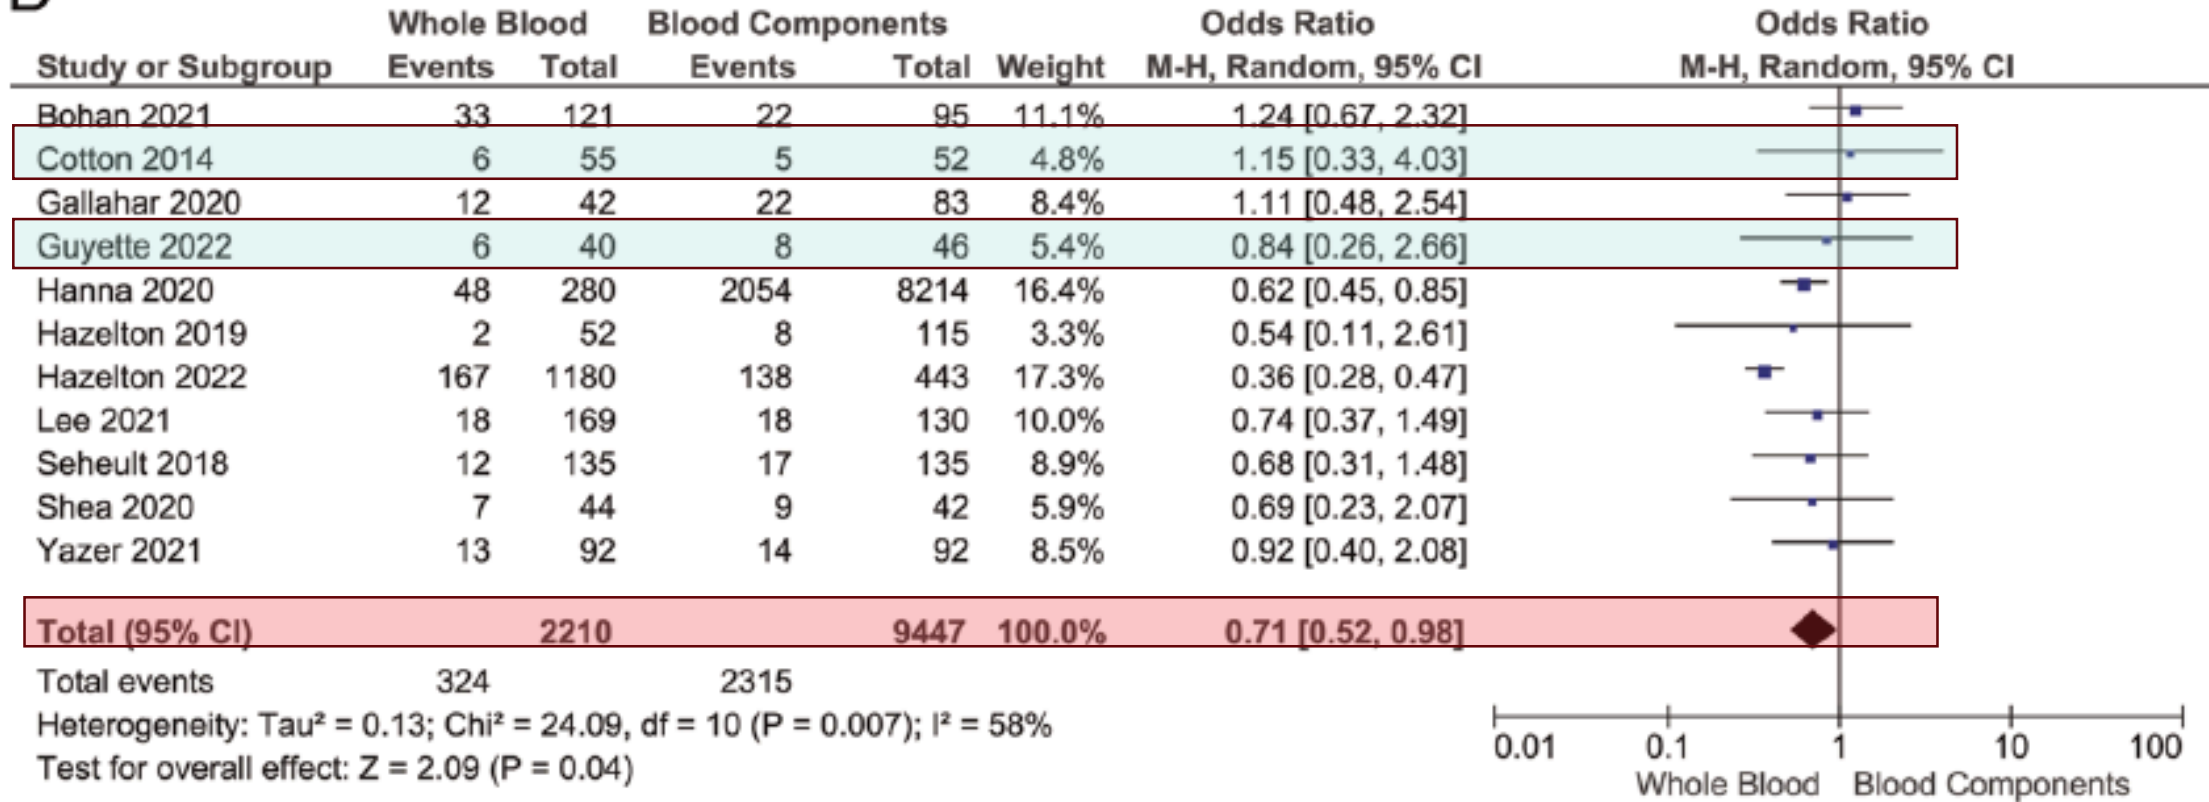 Whole Blood Blood Components Odds Ratio Odds Ratio
Study or Subgroup Events Total Events Total Weight M-H, Random, 95% CI M-H, Random, 95% CI
Bohan 2021 33 121 22 95 11.1% 1.24 [0.67, 2.32]
Cotton 2014 6 55 5 52 4.8% 1.15 [0.33, 4.03]
Gallahar 2020 12 42 22 83 8.4% 1.11 [0.48, 2.54]
Guyette 2022 6 40 8 46 5.4% 0.84 [0.26, 2.66]
Hanna 2020 48 280 2054 8214 16.4% 0.62 [0.45, 0.85]
Hazelton 2019 2 52 8 115 3.3% 0.54 [0.11, 2.61]
Hazelton 2022 167 1180 138 443 17.3% 0.36 [0.28, 0.47]
Lee 2021 18 169 18 130 10.0% 0.74 [0.37, 1.49]
Seheult 2018 12 135 17 135 8.9% 0.68 [0.31, 1.48]
Shea 2020 7 44 9 42 5.9% 0.69 [0.23, 2.07]
Yazer 2021 13 92 14 92 8.5% 0.92 [0.40, 2.08]
Total (95% CI) 2210 9447 100.0% 0.71 [0.52, 0.98]
Total events 324 2315
Heterogeneity: Tau² = 0.13; Chi² = 24.09, df = 10 (P = 0.007); I² = 58%
Test for overall effect: Z = 2.09 (P = 0.04)
0.01 0.1 1 10 100
Whole Blood Blood Components